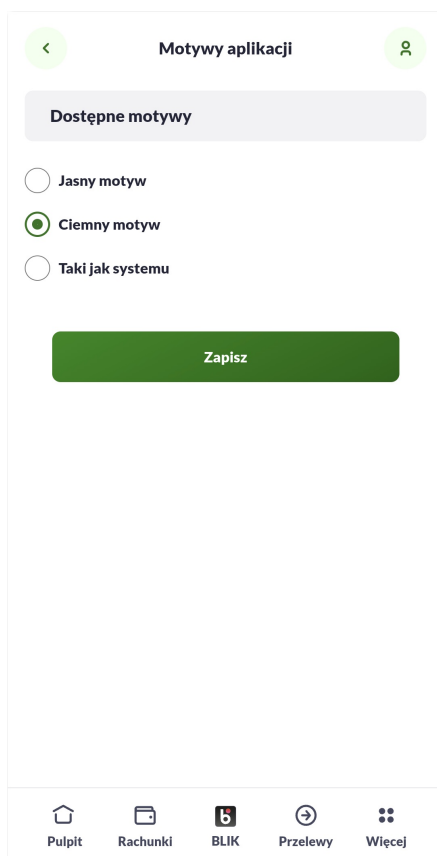 Motywy aplikacji
Dostępne motywy
Jasny motyw
Ciemny motyw
Taki jak systemu
Zapisz
Pulpit
Rachunki
BLIK
Przelewy
Więcej